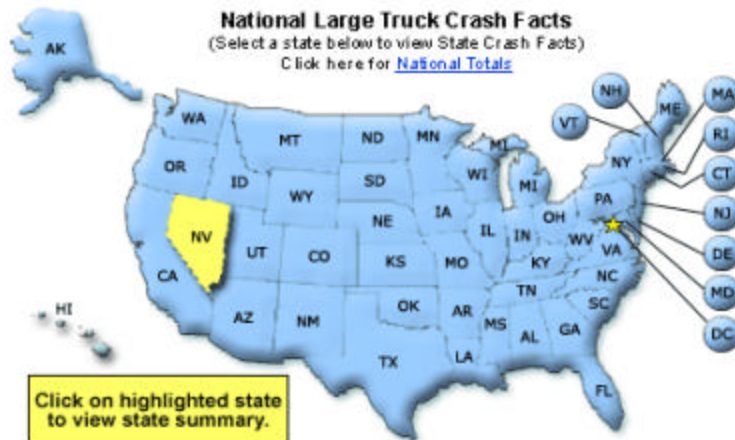 National Large Truck Crash Facts
(Select a state below to view State Crash Facts)
Click here for National Totals
AK
NH
MA
ME
VT
RI
WA
MT
ND
MN
MI
NY
CT
OR
ID
SD
WI
MI
WY
PA
NJ
IA
NE
OH
NV
IL
IN
DE
UT
CO
WV
VA
CA
KS
MO
KY
MD
NC
TN
OK
AR
SC
DC
HI
AZ
NM
MS
AL
GA
TX
LA
FL
Click on highlighted state
to view state summary.